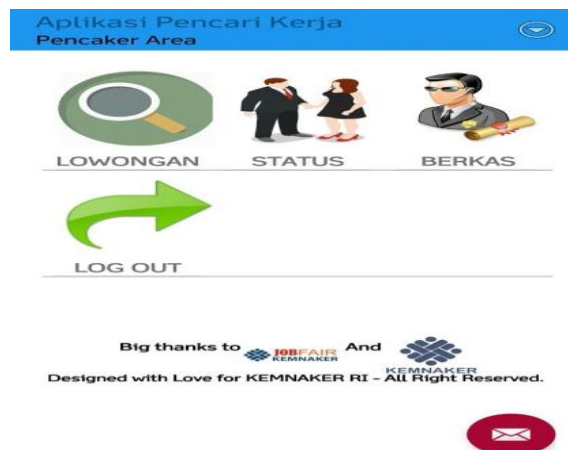 Aplikasi Pencari Kerja
Pencaker Area
LOWONGAN STATUS BERKAS
LOG OUT
Big thanks to JOBFAIR KEMNAKER And KEMNAKER
Designed with Love for KEMNAKER RI - All Right Reserved.